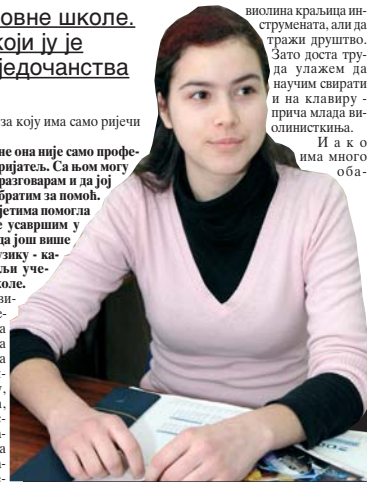 овне школе.
који ју је
једочанства
за коју има само ријечи
не она није само профе-
ријатељ. Са њом могу
разговарам и да јој
братим за помоћ.
јетима помогла
е усавршим у
да још више
узику - ка-
љи уче-
коле.
ви-
е-
а
а
а
и-
у,
,
и-
а-
а
а-
е-
виолина краљица ин-
струмената, али да
тражи друштво.
Зато доста тру-
да улажем да
научим свирати
и на клавиру -
прича млада ви-
олинисткиња.
И а к о
има много
оба-